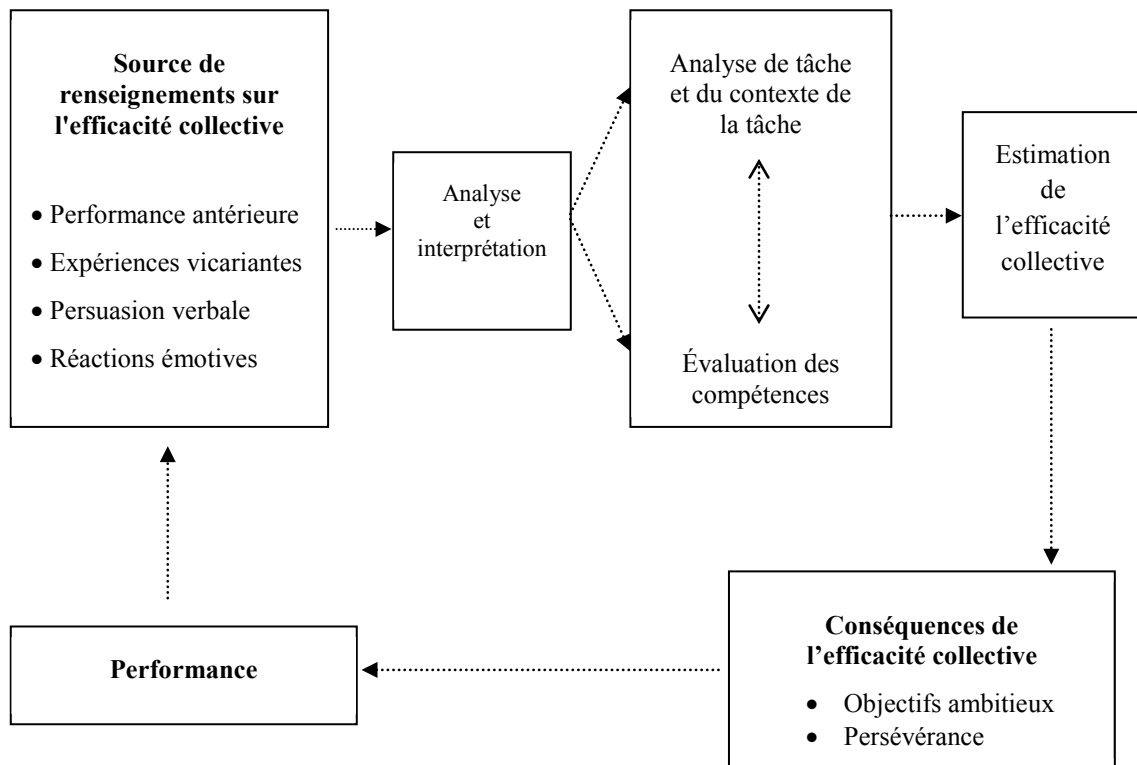 Source de
renseignements sur
l'efficacité collective
• Performance antérieure
• Expériences vicariantes
• Persuasion verbale
• Réactions émotives
Analyse
et
interprétation
Analyse de tâche
et du contexte de
la tâche
Évaluation des
compétences
Estimation
de
l’efficacité
collective
Conséquences de
l’efficacité collective
• Objectifs ambitieux
• Persévérance
Performance